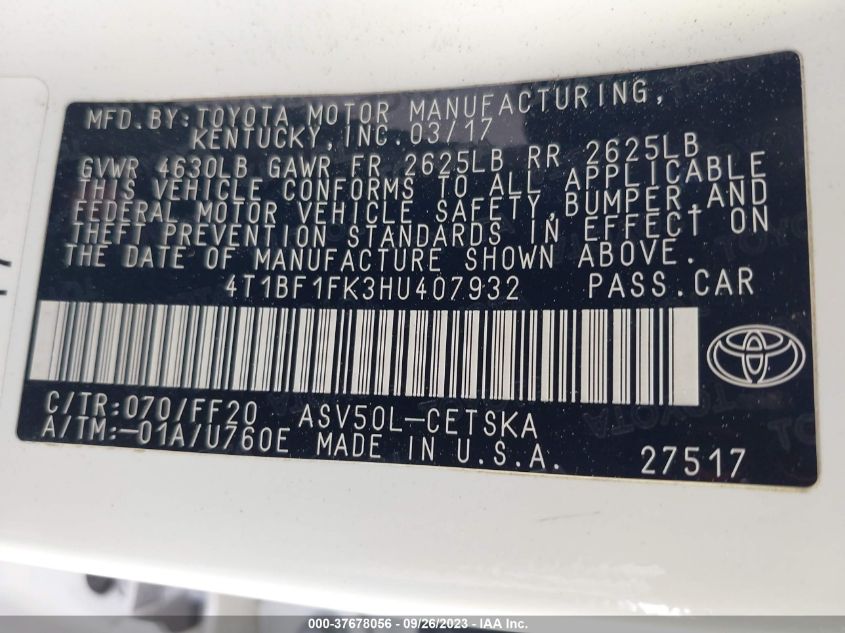 MFD. BY: TOYOTA MOTOR MANUFACTURING,
KENTUCKY, INC. 03/17
GVWR 4630LB GAWR FR 2625LB RR 2625LB
THIS VEHICLE CONFORMS TO ALL APPLICABLE
FEDERAL MOTOR VEHICLE SAFETY, BUMPER, AND
THEFT PREVENTION STANDARDS IN EFFECT ON
THE DATE OF MANUFACTURE SHOWN ABOVE.
4T1BF1FK3HU407932 PASS. CAR
C/TR: 070/FF20 ASV50L-CETSKA
A/TM: -01A/U760E MADE IN U.S.A. 27517
000-37678056 - 09/26/2023 - IAA Inc.